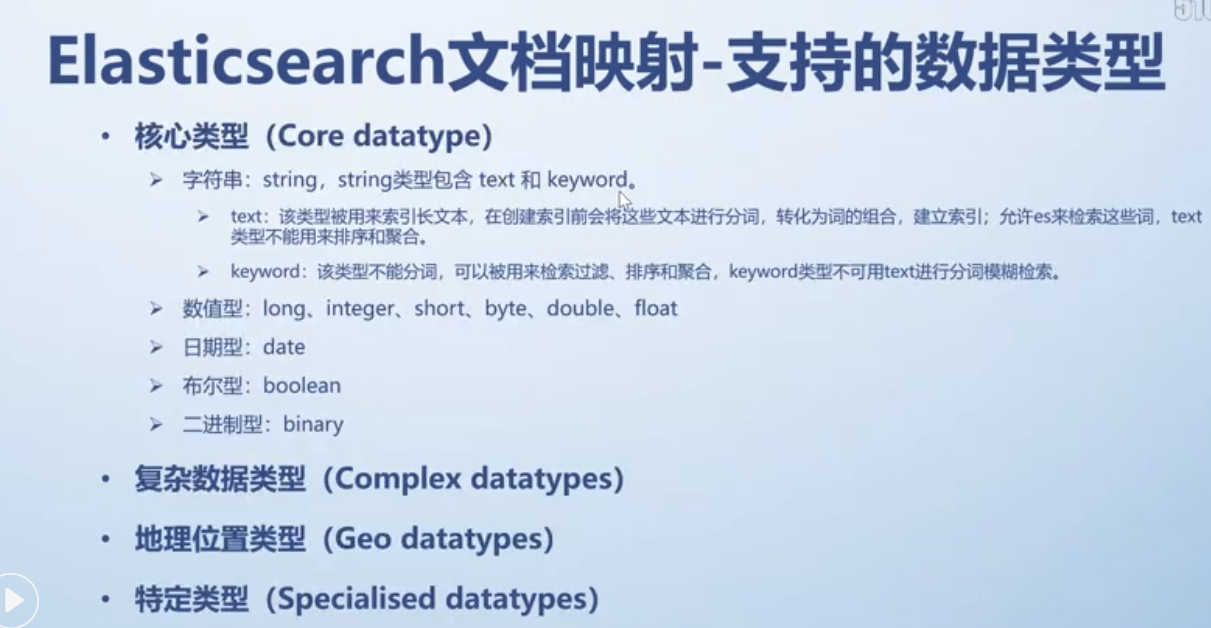 Elasticsearch文档映射-支持的数据类型
• 核心类型（Core datatype）
➢ 字符串：string，string类型包含 text 和 keyword。
➢ text：该类型被用来索引长文本，在创建索引前会将这些文本进行分词，转化为词的组合，建立索引；允许es来检索这些词，text
类型不能用来排序和聚合。
➢ keyword：该类型不能分词，可以被用来检索过滤、排序和聚合，keyword类型不可用text进行分词模糊检索。
➢ 数值型：long、integer、short、byte、double、float
➢ 日期型：date
➢ 布尔型：boolean
➢ 二进制型：binary
• 复杂数据类型（Complex datatypes）
• 地理位置类型（Geo datatypes）
• 特定类型（Specialised datatypes）